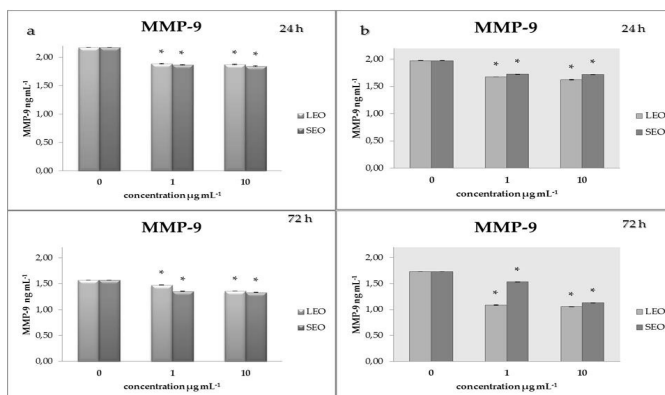 a
MMP-9
24 h
MMP-9 ng mL-1
2,00
1,50
1,00
0,50
0,00
* * * *
0 1 10
concentration µg mL-1
LEO
SEO
b
MMP-9
24 h
MMP-9 ng mL-1
2,00
1,50
1,00
0,50
0,00
* * * *
0 1 10
concentration µg mL-1
LEO
SEO
MMP-9
72 h
MMP-9 ng mL-1
2,00
1,50
1,00
0,50
0,00
* * * *
0 1 10
concentration µg mL-1
LEO
SEO
MMP-9
72 h
MMP-9 ng mL-1
2,00
1,50
1,00
0,50
0,00
* * * *
0 1 10
concentration µg mL-1
LEO
SEO